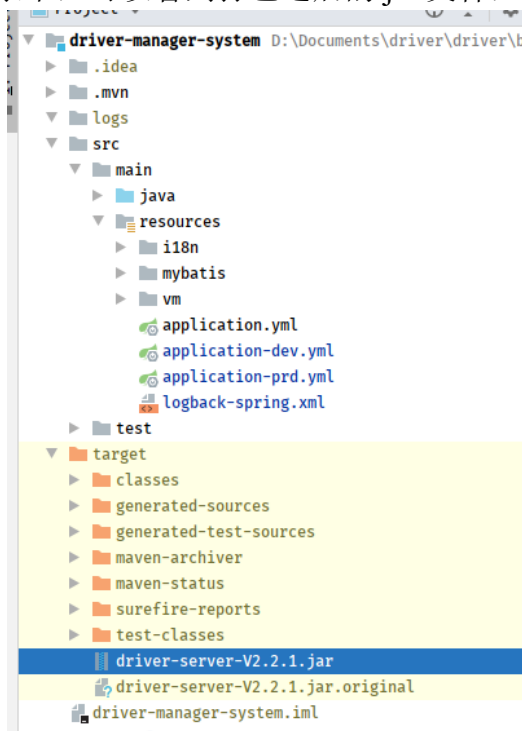 driver-manager-system D:\Documents\driver\driver\b
.idea
.mvn
logs
src
main
java
resources
i18n
mybatis
vm
application.yml
application-dev.yml
application-prd.yml
logback-spring.xml
test
target
classes
generated-sources
generated-test-sources
maven-archiver
maven-status
surefire-reports
test-classes
driver-server-V2.2.1.jar
driver-server-V2.2.1.jar.original
driver-manager-system.iml